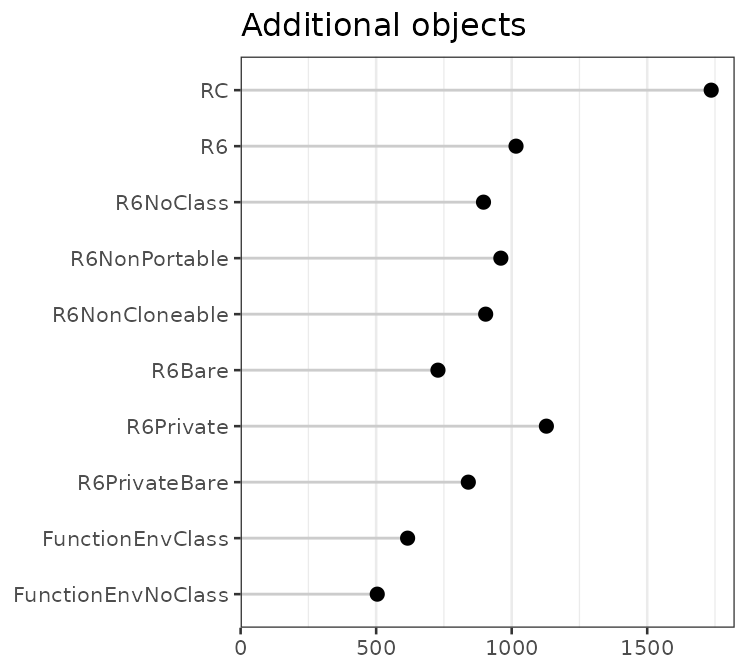 Additional objects
RC
R6
R6NoClass
R6NonPortable
R6NonCloneable
R6Bare
R6Private
R6PrivateBare
FunctionEnvClass
FunctionEnvNoClass
0 500 1000 1500